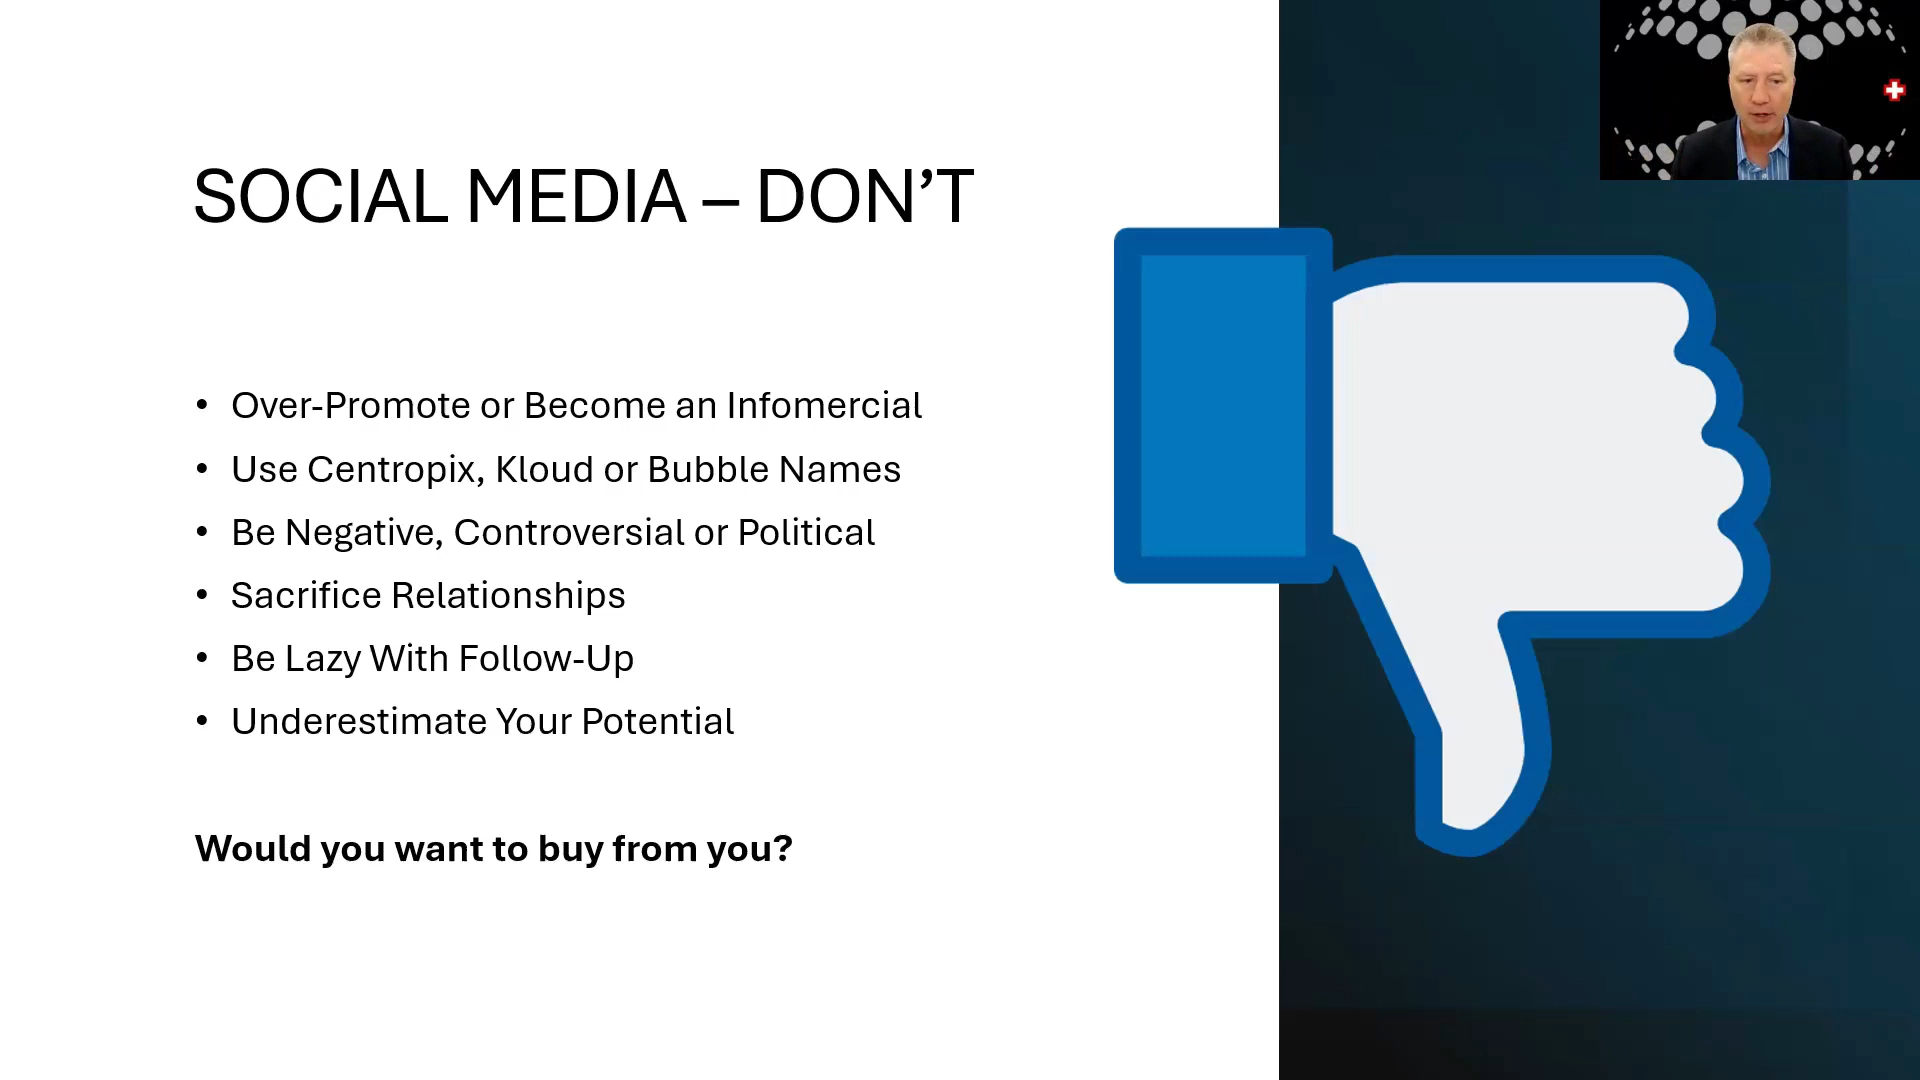 SOCIAL MEDIA – DON’T
• Over-Promote or Become an Infomercial
• Use Centropix, Kloud or Bubble Names
• Be Negative, Controversial or Political
• Sacrifice Relationships
• Be Lazy With Follow-Up
• Underestimate Your Potential
Would you want to buy from you?